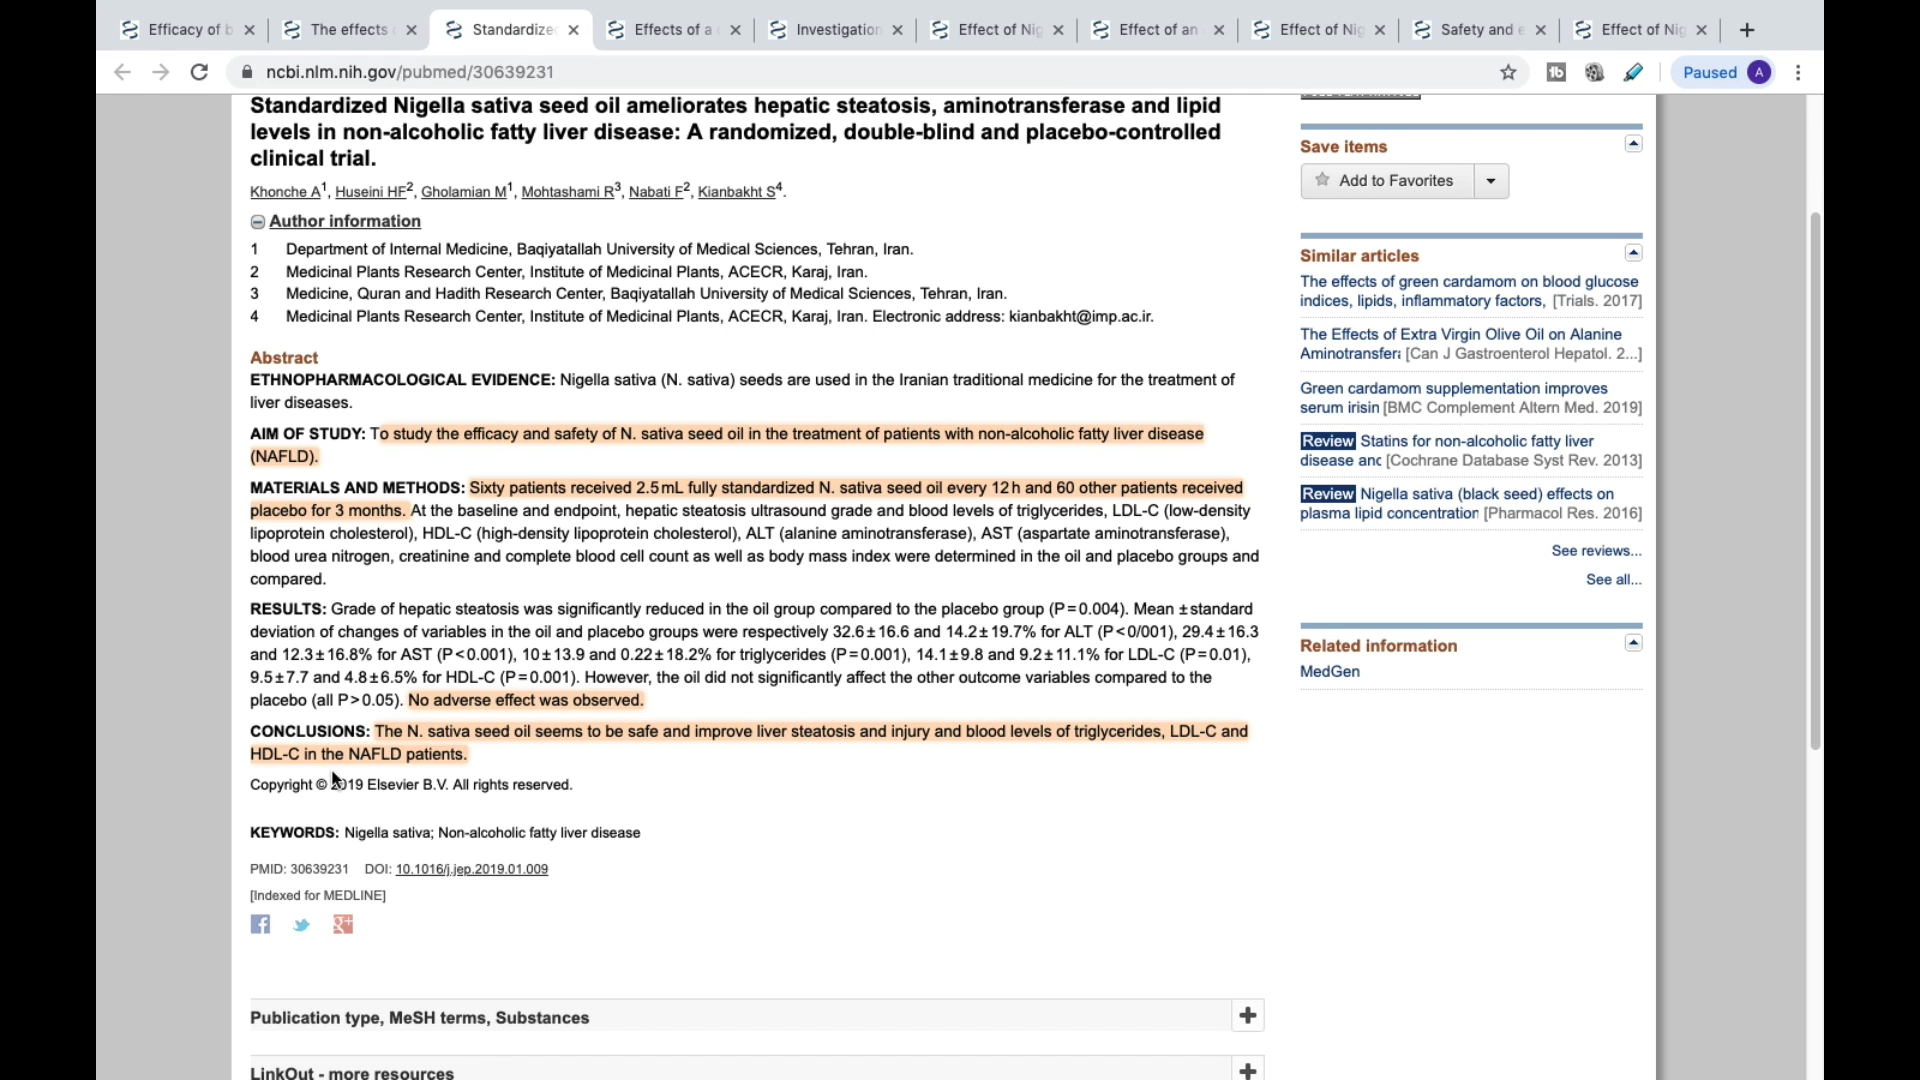 Efficacy of b
The effects
Standardize
Effects of a
Investigation
Effect of Nig
Effect of an
Effect of Nig
Safety and e
Effect of Nig
ncbi.nlm.nih.gov/pubmed/30639231
Paused A
Standardized Nigella sativa seed oil ameliorates hepatic steatosis, aminotransferase and lipid
levels in non-alcoholic fatty liver disease: A randomized, double-blind and placebo-controlled
clinical trial.
Khonche A1, Huseini HF2, Gholamian M1, Mohtashami R3, Nabati F2, Kianbakht S4.
Author information
1 Department of Internal Medicine, Baqiyatallah University of Medical Sciences, Tehran, Iran.
2 Medicinal Plants Research Center, Institute of Medicinal Plants, ACECR, Karaj, Iran.
3 Medicine, Quran and Hadith Research Center, Baqiyatallah University of Medical Sciences, Tehran, Iran.
4 Medicinal Plants Research Center, Institute of Medicinal Plants, ACECR, Karaj, Iran. Electronic address: kianbakht@imp.ac.ir.
Abstract
ETHNOPHARMACOLOGICAL EVIDENCE: Nigella sativa (N. sativa) seeds are used in the Iranian traditional medicine for the treatment of
liver diseases.
AIM OF STUDY: To study the efficacy and safety of N. sativa seed oil in the treatment of patients with non-alcoholic fatty liver disease
(NAFLD).
MATERIALS AND METHODS: Sixty patients received 2.5 mL fully standardized N. sativa seed oil every 12 h and 60 other patients received
placebo for 3 months. At the baseline and endpoint, hepatic steatosis ultrasound grade and blood levels of triglycerides, LDL-C (low-density
lipoprotein cholesterol), HDL-C (high-density lipoprotein cholesterol), ALT (alanine aminotransferase), AST (aspartate aminotransferase),
blood urea nitrogen, creatinine and complete blood cell count as well as body mass index were determined in the oil and placebo groups and
compared.
RESULTS: Grade of hepatic steatosis was significantly reduced in the oil group compared to the placebo group (P = 0.004). Mean ± standard
deviation of changes of variables in the oil and placebo groups were respectively 32.6 ± 16.6 and 14.2 ± 19.7% for ALT (P < 0/001), 29.4 ± 16.3
and 12.3 ± 16.8% for AST (P < 0.001), 10 ± 13.9 and 0.22 ± 18.2% for triglycerides (P = 0.001), 14.1 ± 9.8 and 9.2 ± 11.1% for LDL-C (P = 0.01),
9.5 ± 7.7 and 4.8 ± 6.5% for HDL-C (P = 0.001). However, the oil did not significantly affect the other outcome variables compared to the
placebo (all P > 0.05). No adverse effect was observed.
CONCLUSIONS: The N. sativa seed oil seems to be safe and improve liver steatosis and injury and blood levels of triglycerides, LDL-C and
HDL-C in the NAFLD patients.
Copyright © 2019 Elsevier B.V. All rights reserved.
KEYWORDS: Nigella sativa; Non-alcoholic fatty liver disease
PMID: 30639231 DOI: 10.1016/j.jep.2019.01.009
[Indexed for MEDLINE]
Publication type, MeSH terms, Substances
LinkOut - more resources
Save items
Add to Favorites
Similar articles
The effects of green cardamom on blood glucose
indices, lipids, inflammatory factors, [Trials. 2017]
The Effects of Extra Virgin Olive Oil on Alanine
Aminotransfera [Can J Gastroenterol Hepatol. 2...]
Green cardamom supplementation improves
serum irisin [BMC Complement Altern Med. 2019]
Review Statins for non-alcoholic fatty liver
disease and [Cochrane Database Syst Rev. 2013]
Review Nigella sativa (black seed) effects on
plasma lipid concentration [Pharmacol Res. 2016]
See reviews...
See all...
Related information
MedGen